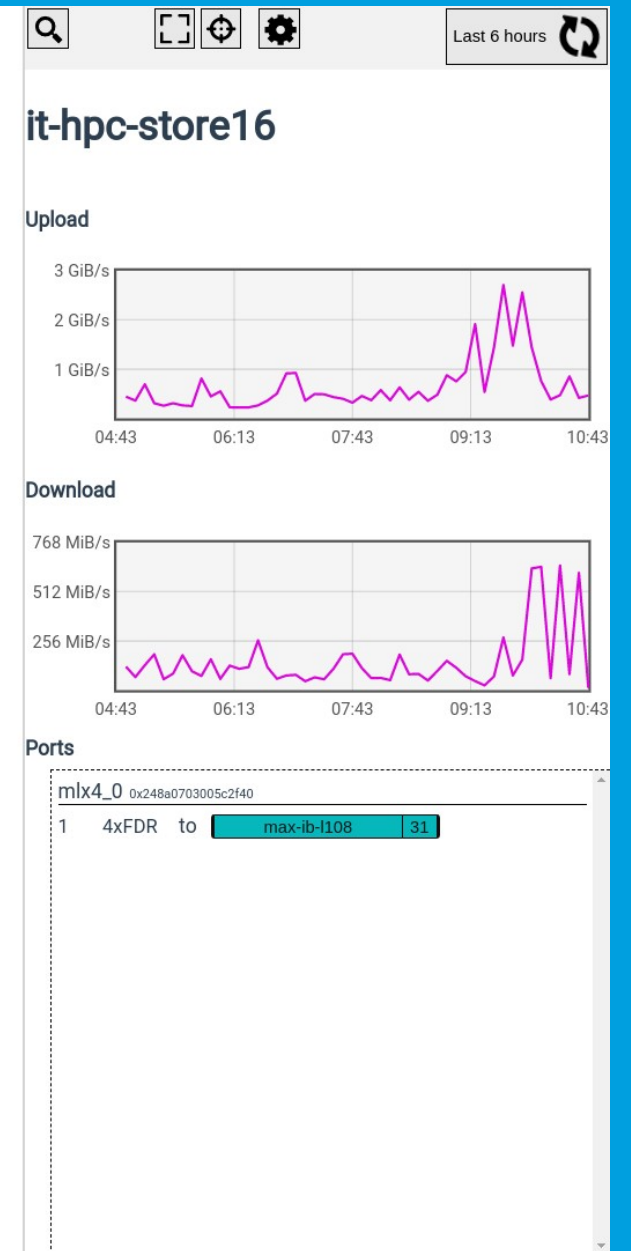 Last 6 hours
it-hpc-store16
Upload
3 GiB/s
2 GiB/s
1 GiB/s
04:43 06:13 07:43 09:13 10:43
Download
768 MiB/s
512 MiB/s
256 MiB/s
04:43 06:13 07:43 09:13 10:43
Ports
mlx4_0 0x248a0703005c2f40
1 4xFDR to max-ib-l108 31